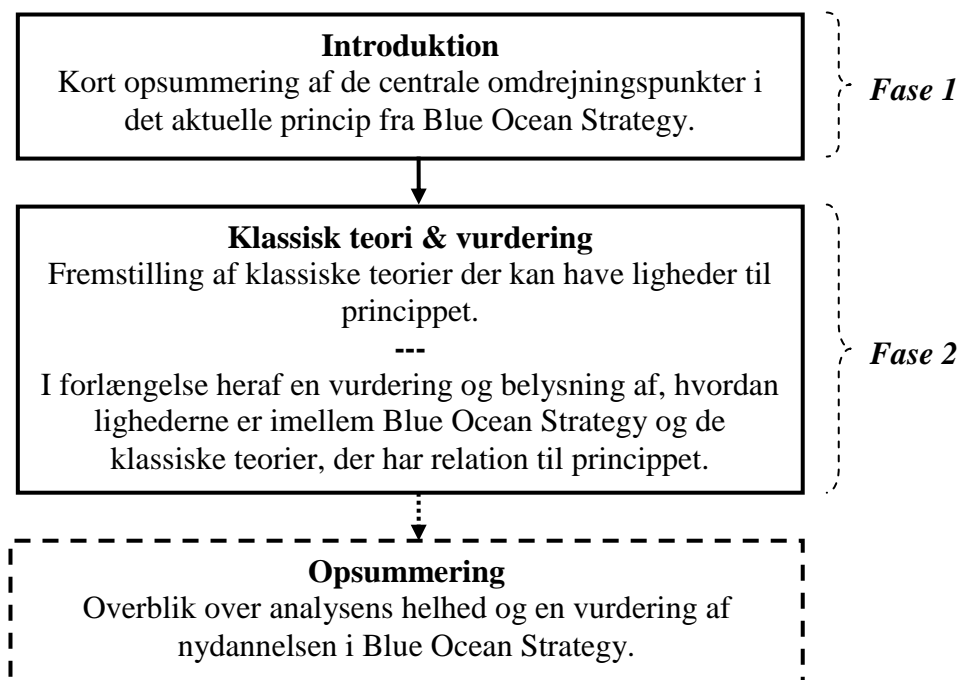 Introduktion
Kort opsummering af de centrale omdrejningspunkter i
det aktuelle princip fra Blue Ocean Strategy.
Fase 1
Klassisk teori & vurdering
Fremstilling af klassiske teorier der kan have ligheder til
princippet.
---
I forlængelse heraf en vurdering og belysning af, hvordan
lighederne er imellem Blue Ocean Strategy og de
klassiske teorier, der har relation til princippet.
Fase 2
Opsummering
Overblik over analysens helhed og en vurdering af
nydannelsen i Blue Ocean Strategy.